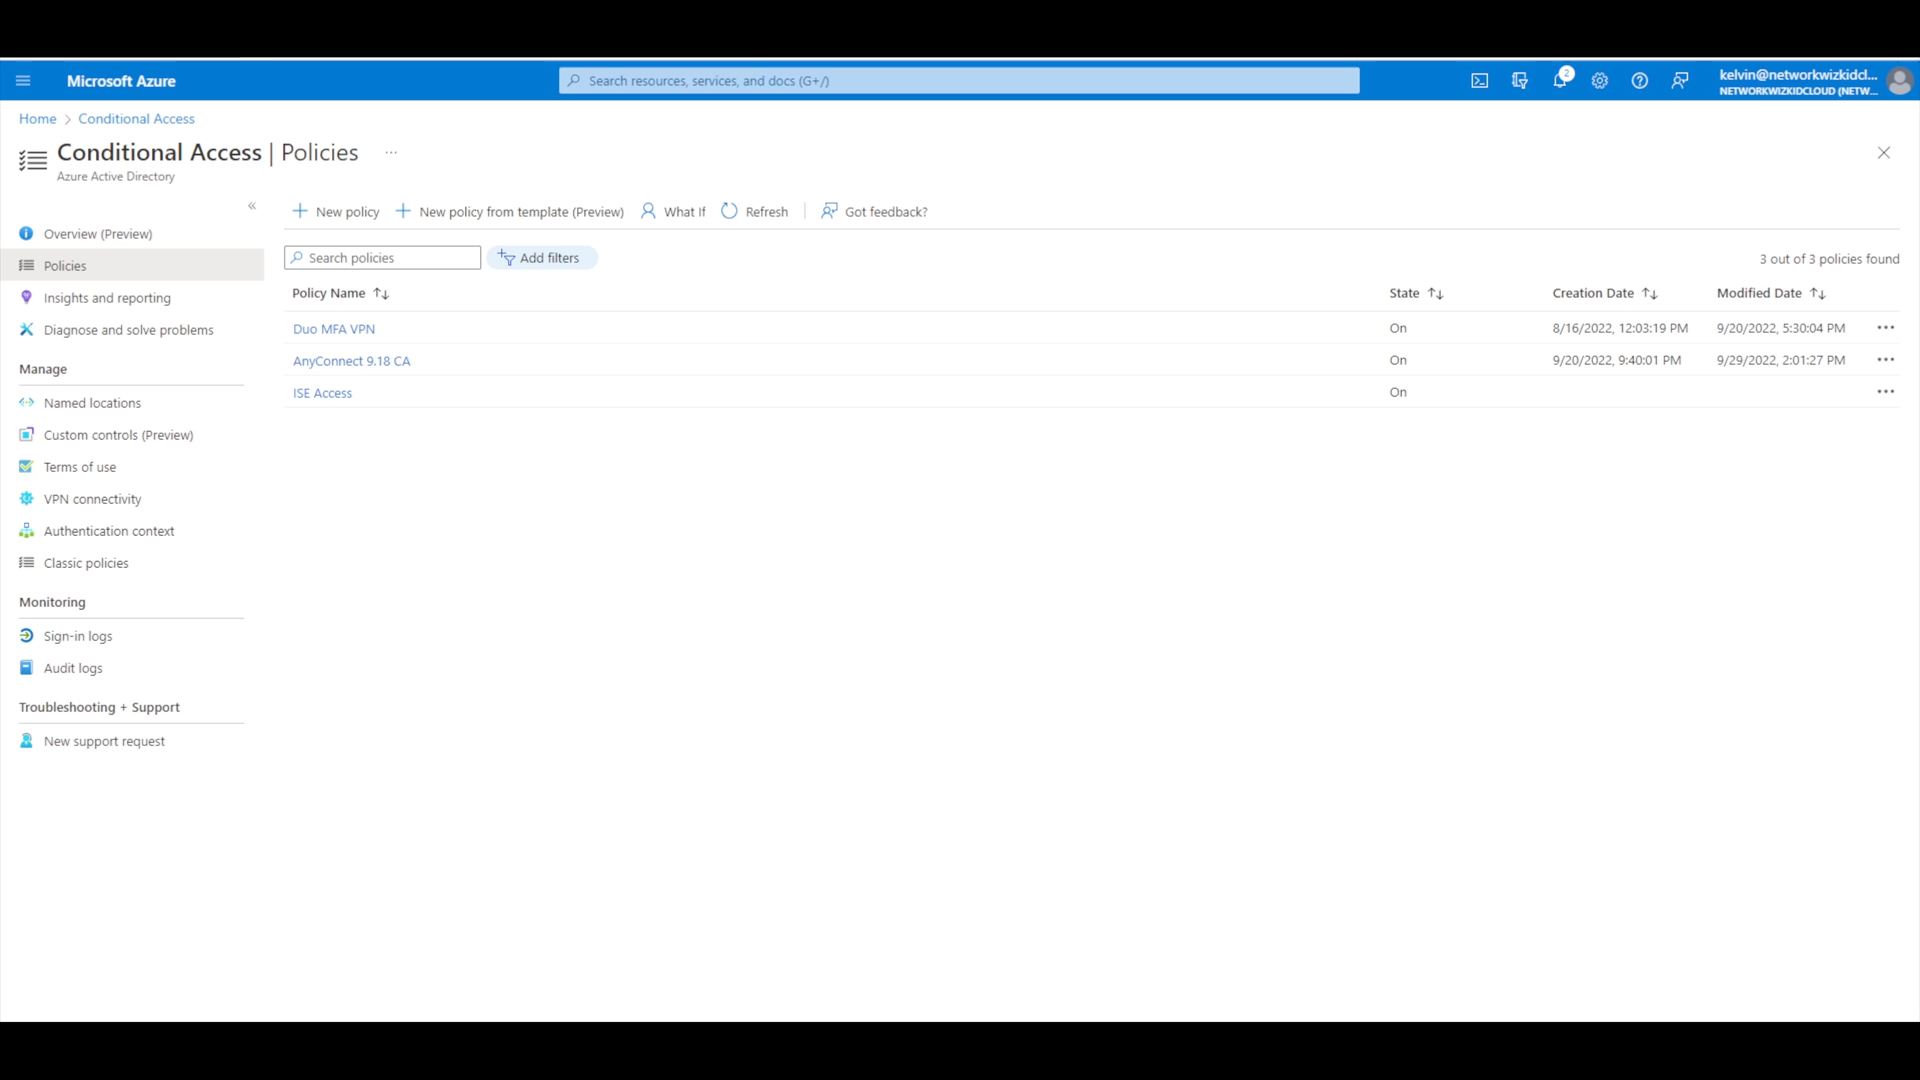 Microsoft Azure
Search resources, services, and docs (G+/)
2
kelvin@networkwizkidcl...
NETWORKWIZKIDCLOUD (NETW...
Home > Conditional Access
Conditional Access | Policies ...
Azure Active Directory
«
Overview (Preview)
Policies
Insights and reporting
Diagnose and solve problems
Manage
Named locations
Custom controls (Preview)
Terms of use
VPN connectivity
Authentication context
Classic policies
Monitoring
Sign-in logs
Audit logs
Troubleshooting + Support
New support request
+ New policy + New policy from template (Preview) What If Refresh Got feedback?
Search policies Add filters
3 out of 3 policies found
Policy Name ↑↓ State ↑↓ Creation Date ↑↓ Modified Date ↑↓
Duo MFA VPN On 8/16/2022, 12:03:19 PM 9/20/2022, 5:30:04 PM ...
AnyConnect 9.18 CA On 9/20/2022, 9:40:01 PM 9/29/2022, 2:01:27 PM ...
ISE Access On ...